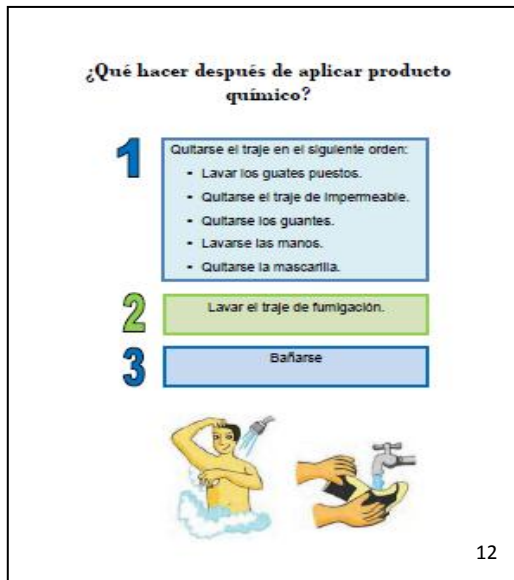 ¿Qué hacer después de aplicar producto
químico?
1
Quitarse el traje en el siguiente orden:
• Lavar los guates puestos.
• Quitarse el traje de impermeable.
• Quitarse los guantes.
• Lavarse las manos.
• Quitarse la mascarilla.
2
Lavar el traje de fumigación.
3
Bañarse
12